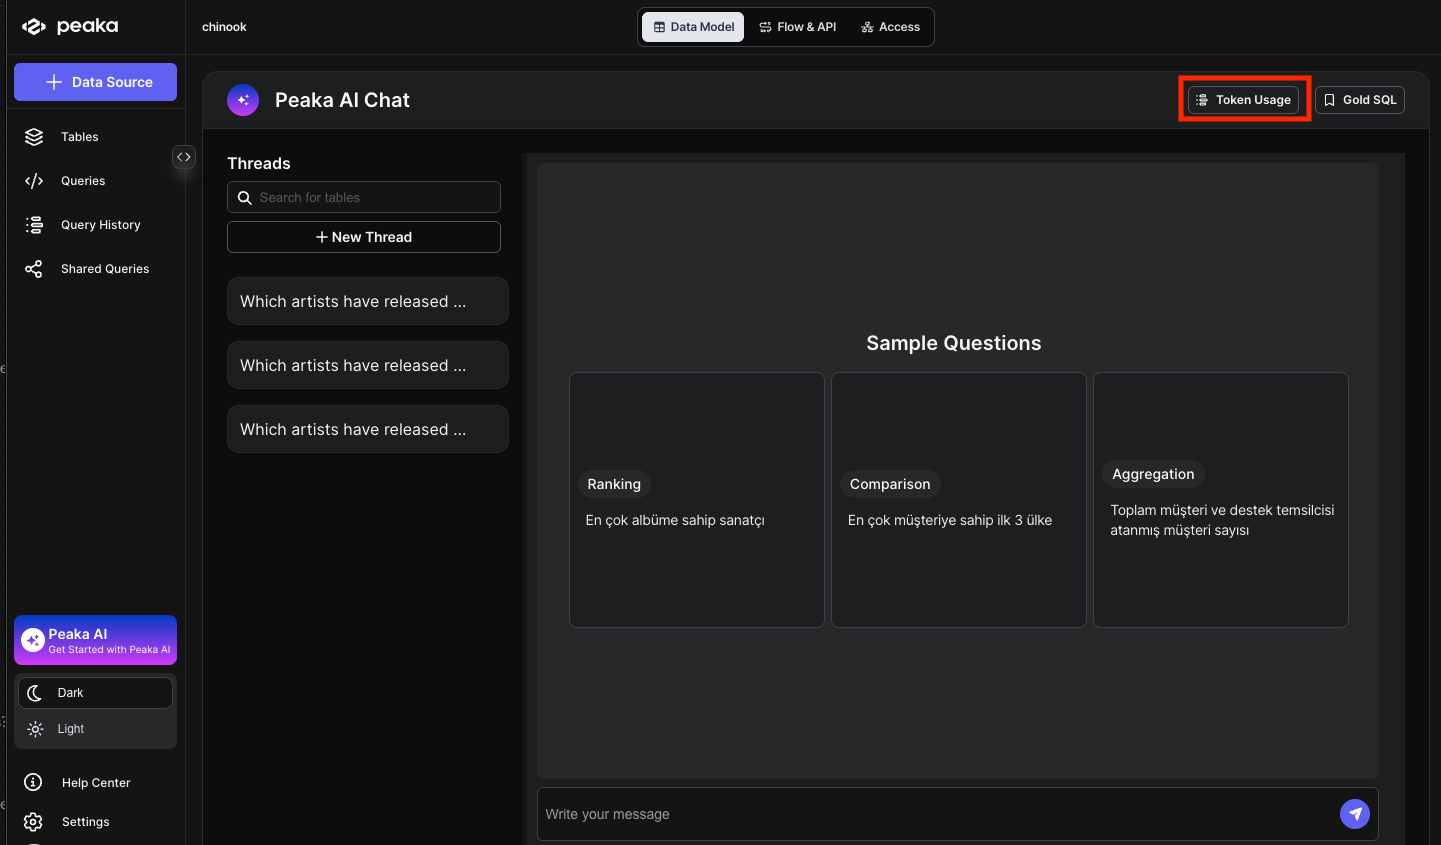 peaka
chinook
Data Model
Flow & API
Access
Data Source
Tables
Queries
Query History
Shared Queries
Peaka AI
Get Started with Peaka AI
Dark
Light
Help Center
Settings
Peaka AI Chat
Token Usage
Gold SQL
Threads
Search for tables
New Thread
Which artists have released ...
Which artists have released ...
Which artists have released ...
Sample Questions
Ranking
En çok albüme sahip sanatçı
Comparison
En çok müşteriye sahip ilk 3 ülke
Aggregation
Toplam müşteri ve destek temsilcisi
atanmış müşteri sayısı
Write your message